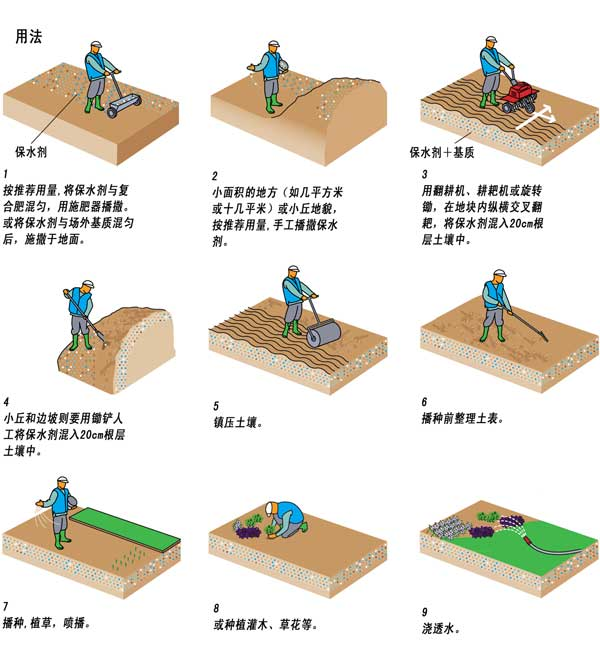 用法
保水剂
1
按推荐用量,将保水剂与复
合肥混匀,用施肥器播撒。
或将保水剂与场外基质混匀
后,施撒于地面。
2
小面积的地方(如几平方米
或十几平方米)或小丘地貌,
按推荐用量,手工播撒保水
剂。
保水剂+基质
3
用翻耕机、耕耙机或旋转
锄,在地块内纵横交叉翻
耙,将保水剂混入20cm根
层土壤中。
4
小丘和边坡则要用锄铲人
工将保水剂混入20cm根层
土壤中。
5
镇压土壤。
6
播种前整理土表。
7
播种,植草,喷播。
8
或种植灌木、草花等。
9
浇透水。